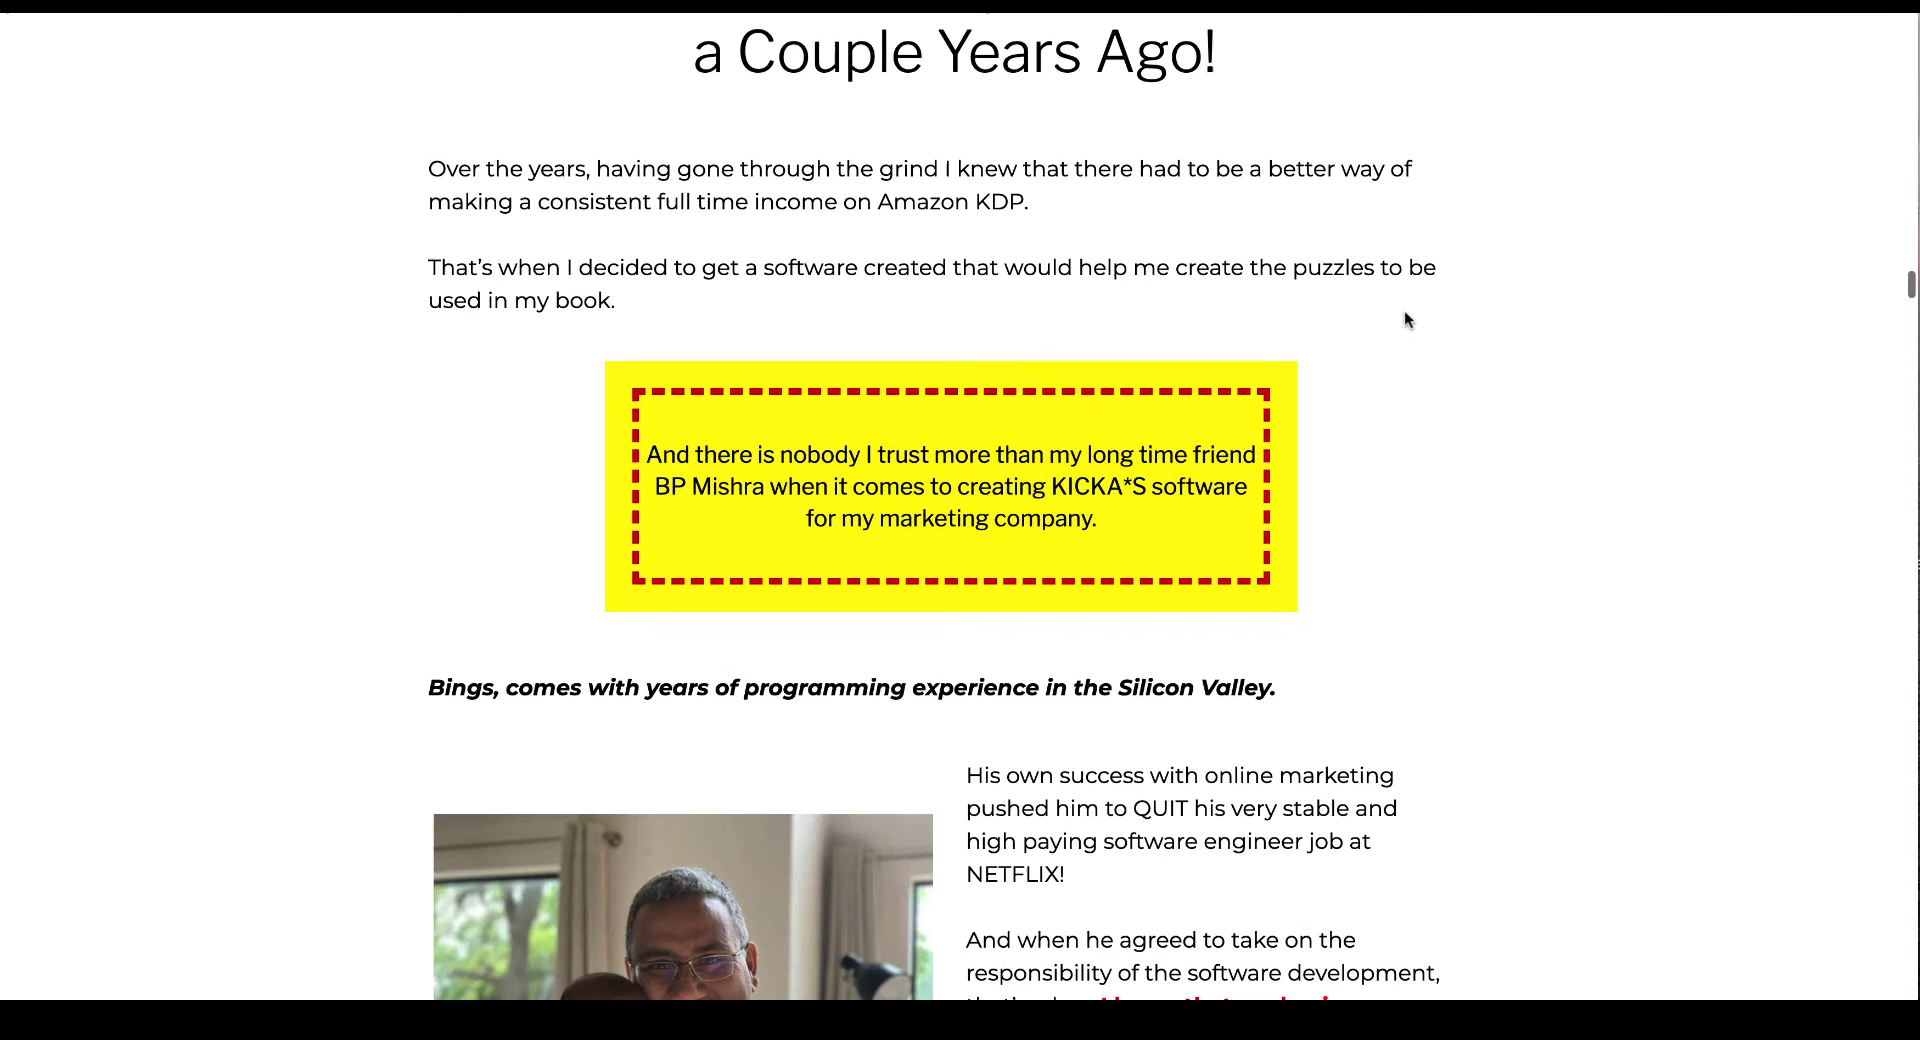 a Couple Years Ago!
Over the years, having gone through the grind I knew that there had to be a better way of
making a consistent full time income on Amazon KDP.
That’s when I decided to get a software created that would help me create the puzzles to be
used in my book.
And there is nobody I trust more than my long time friend
BP Mishra when it comes to creating KICKA*S software
for my marketing company.
Bings, comes with years of programming experience in the Silicon Valley.
His own success with online marketing
pushed him to QUIT his very stable and
high paying software engineer job at
NETFLIX!
And when he agreed to take on the
responsibility of the software development,